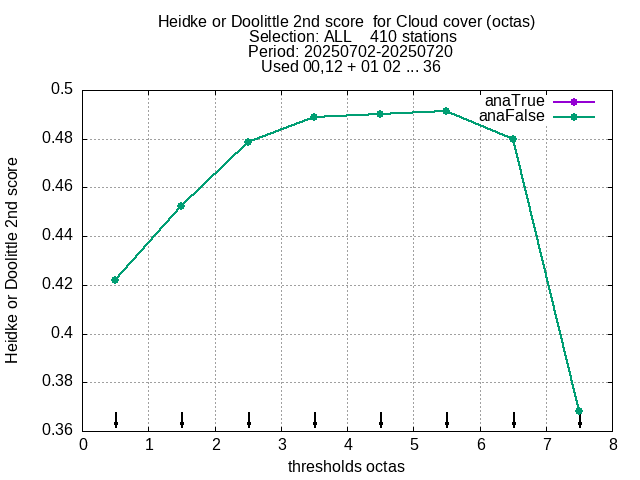 Heidke or Doolittle 2nd score  for Cloud cover (octas)
Selection: ALL    410 stations
Period: 20250702-20250720
Used 00,12 + 01 02 ... 36
anaTrue
anaFalse
Heidke or Doolittle 2nd score
0.5
0.48
0.46
0.44
0.42
0.4
0.38
0.36
0 1 2 3 4 5 6 7 8
thresholds octas